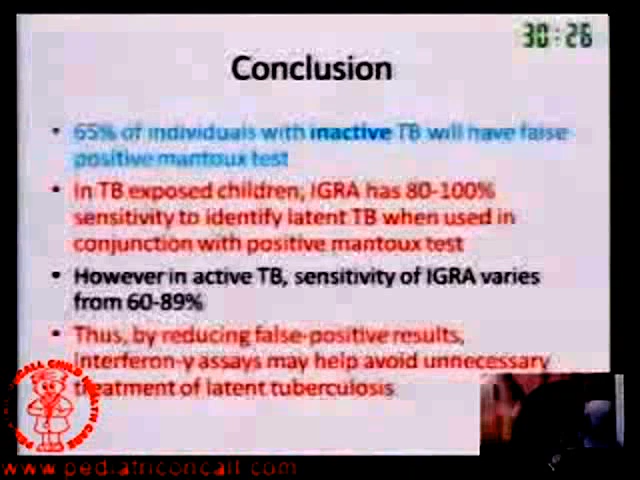 30:26
Conclusion
• 65% of individuals with inactive TB will have false
positive mantoux test
• In TB exposed children, IGRA has 80-100%
sensitivity to identify latent TB when used in
conjunction with positive mantoux test
• However in active TB, sensitivity of IGRA varies
from 60-89%
• Thus, by reducing false-positive results,
Interferon-γ assays may help avoid unnecessary
treatment of latent tuberculosis
CHILD HEALTH CARE
www.pediatriconcall.com